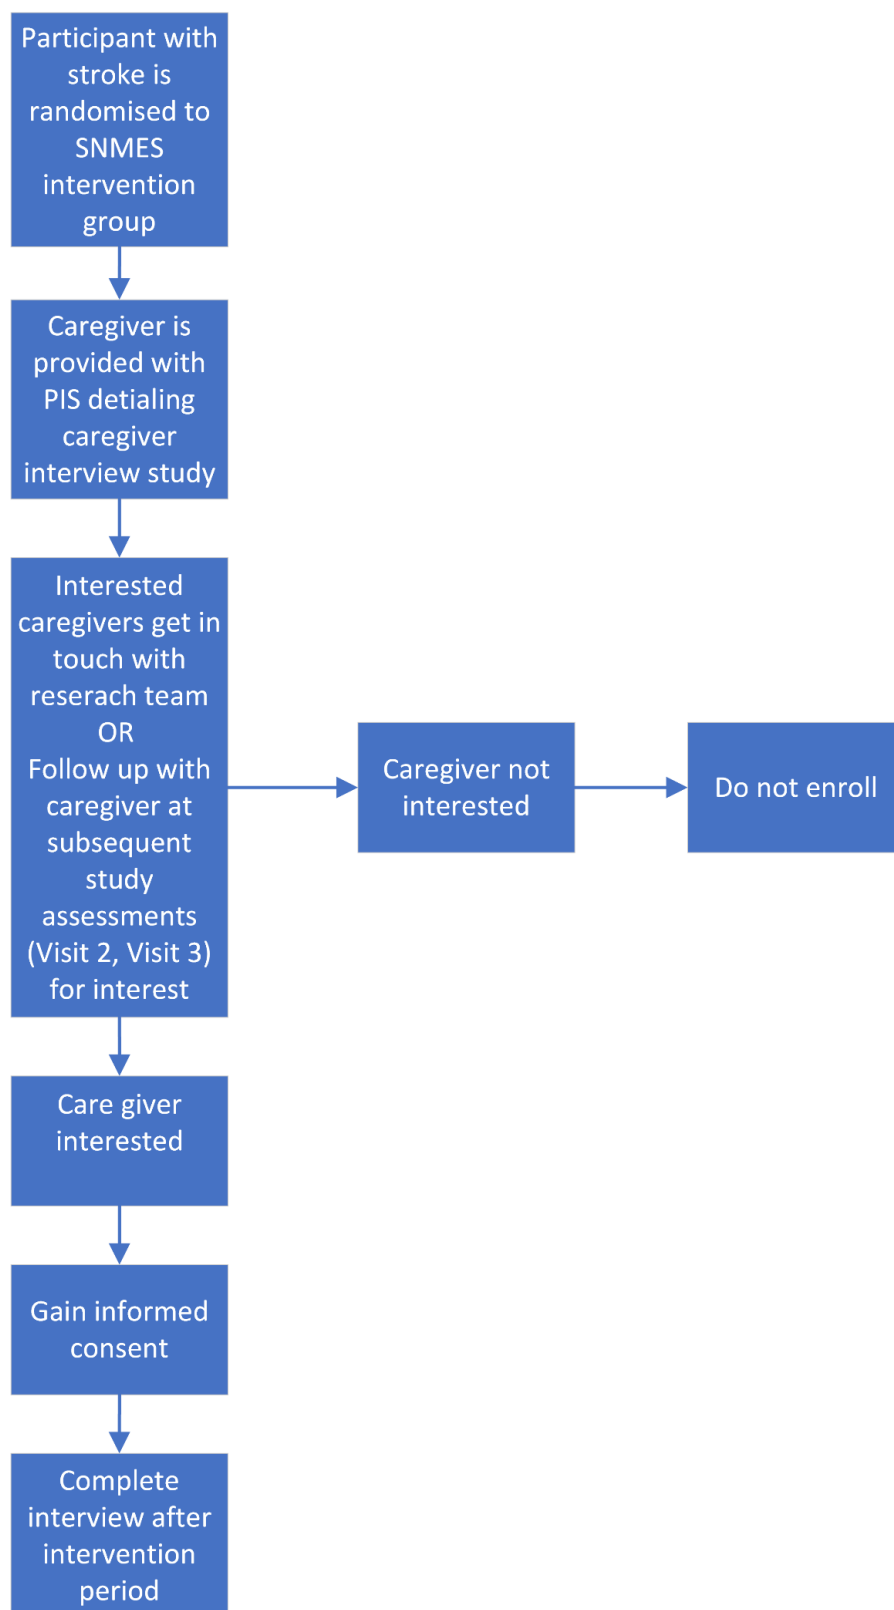 Participant with
stroke is
randomised to
SNMES
intervention
group
Caregiver is
provided with
PIS detialing
caregiver
interview study
Interested
caregivers get in
touch with
reserach team
OR
Follow up with
caregiver at
subsequent
study
assessments
(Visit 2, Visit 3)
for interest
Caregiver not
interested
Do not enroll
Care giver
interested
Gain informed
consent
Complete
interview after
intervention
period